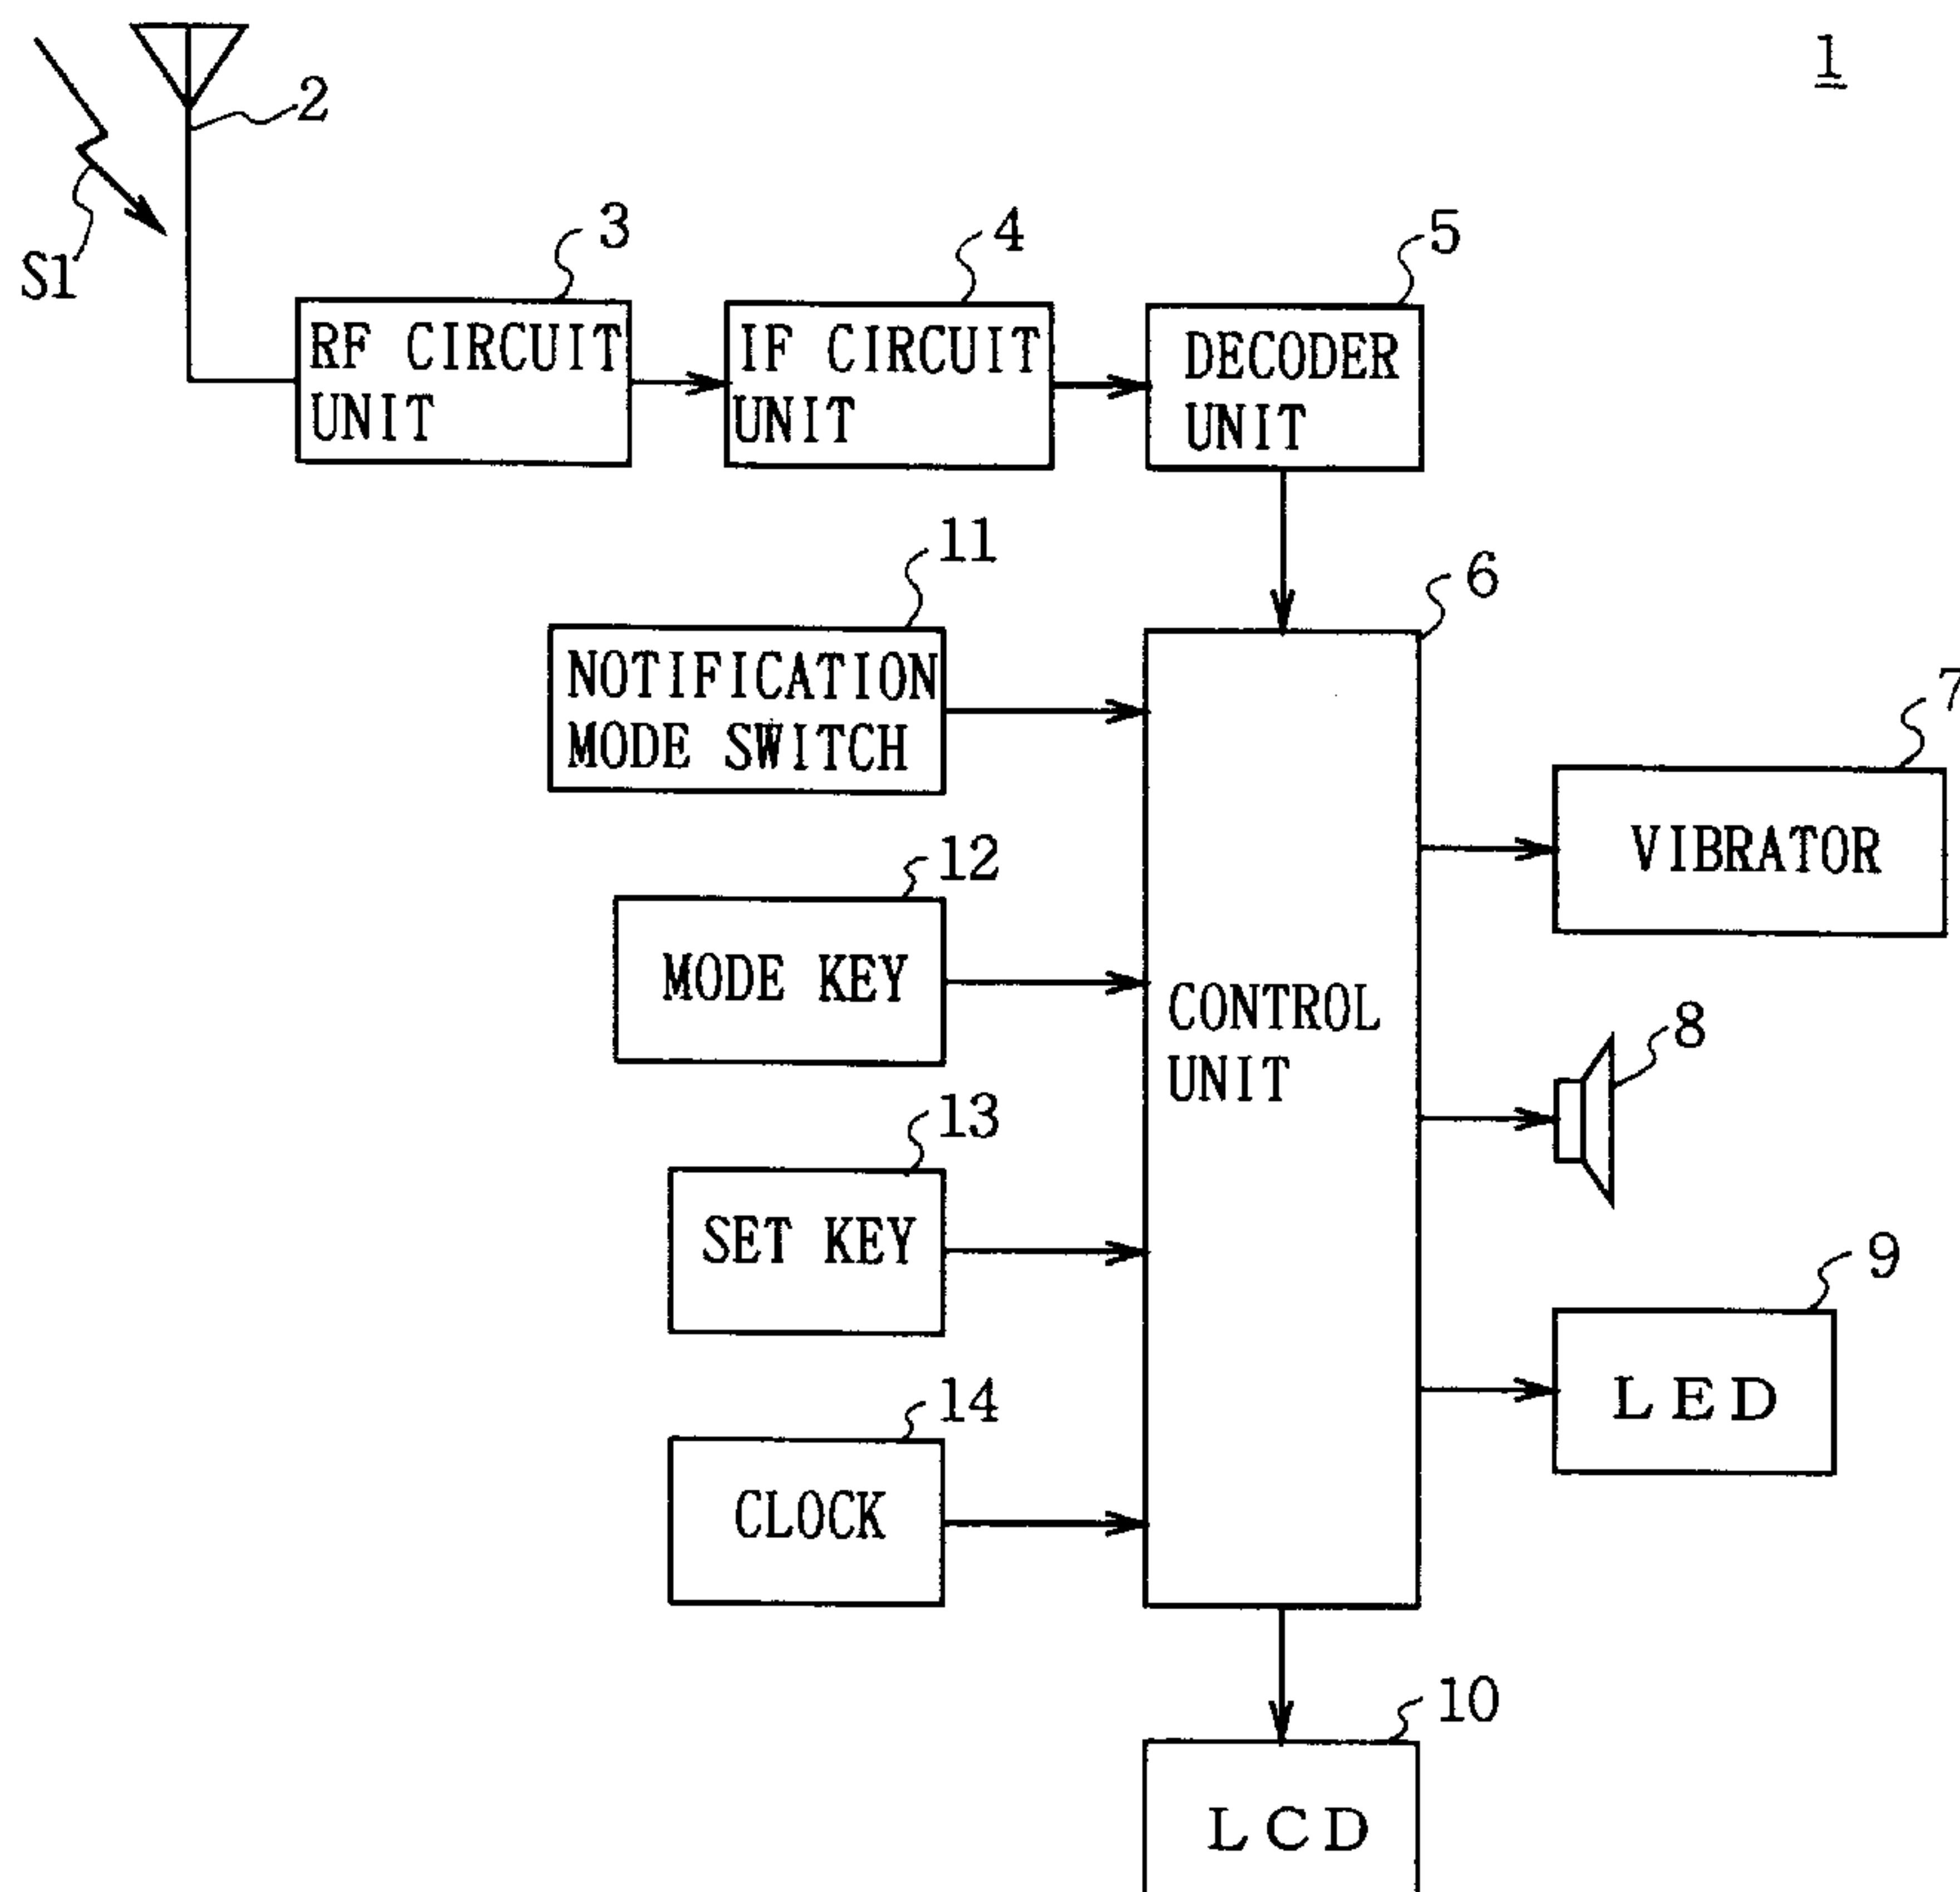 1
2
S1
3
4
5
RF CIRCUIT
UNIT
IF CIRCUIT
UNIT
DECODER
UNIT
11
6
NOTIFICATION
MODE SWITCH
7
VIBRATOR
12
MODE KEY
CONTROL
UNIT
8
13
SET KEY
9
LED
14
CLOCK
10
LCD